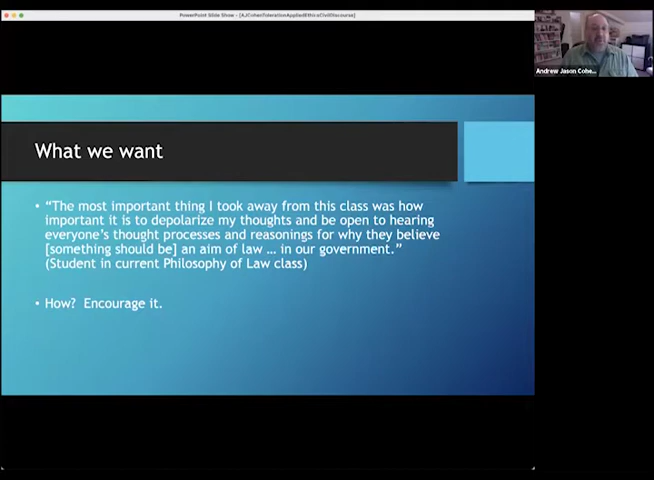 PowerPoint Slide Show - [AJCohenTolerationAppliedEthicsCivilDiscourse]
Andrew Jason Cohe...
What we want
• “The most important thing I took away from this class was how
important it is to depolarize my thoughts and be open to hearing
everyone’s thought processes and reasonings for why they believe
[something should be] an aim of law … in our government.”
(Student in current Philosophy of Law class)
• How? Encourage it.